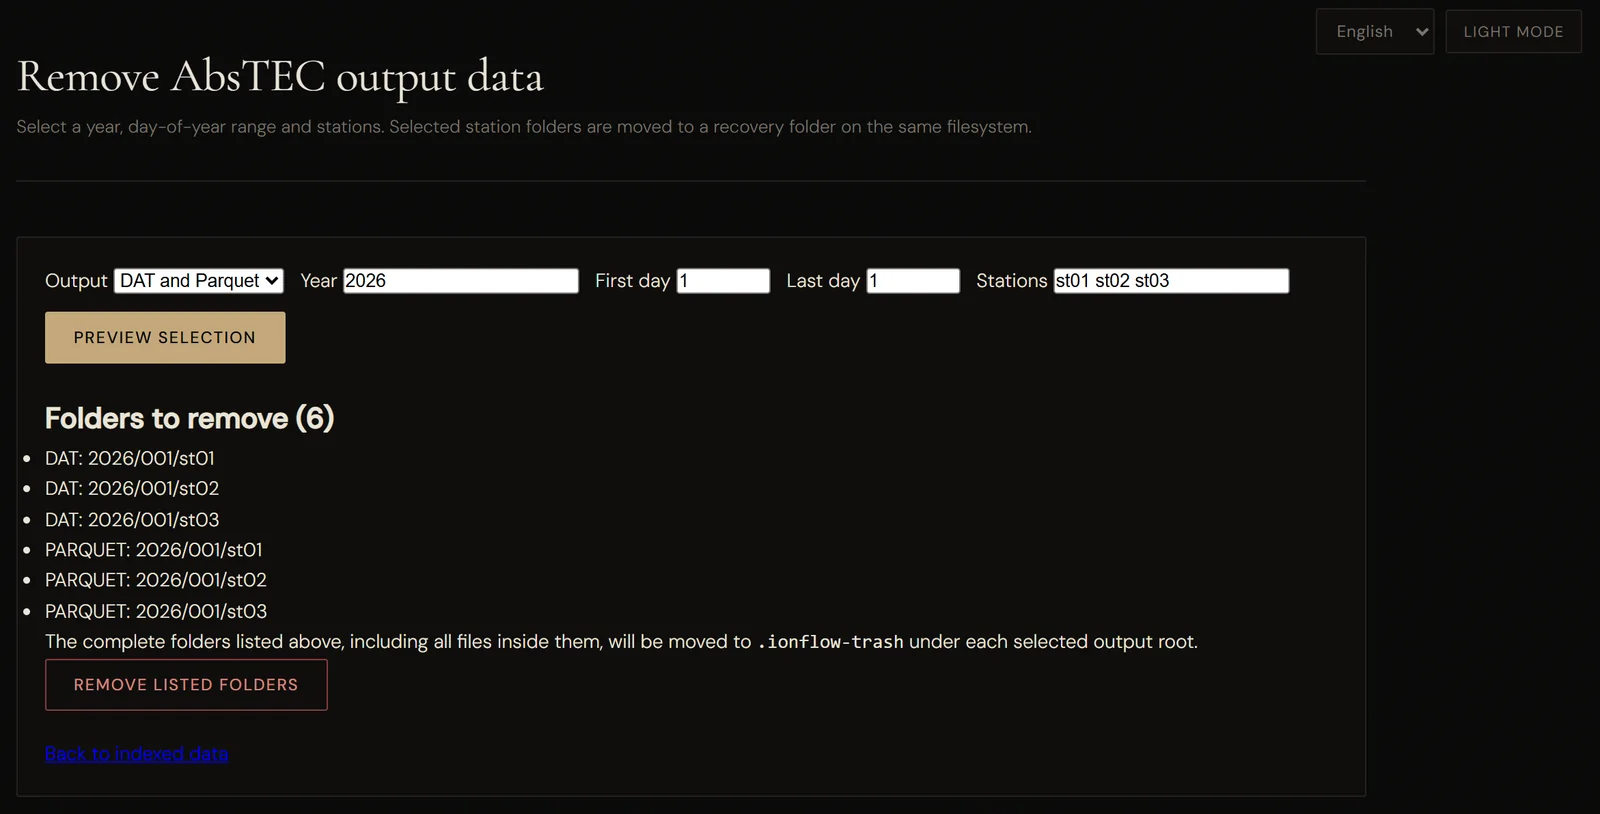 English
LIGHT MODE
Remove AbsTEC output data
Select a year, day-of-year range and stations. Selected station folders are moved to a recovery folder on the same filesystem.
Output DAT and Parquet Year 2026 First day 1 Last day 1 Stations st01 st02 st03
PREVIEW SELECTION
Folders to remove (6)
DAT: 2026/001/st01
DAT: 2026/001/st02
DAT: 2026/001/st03
PARQUET: 2026/001/st01
PARQUET: 2026/001/st02
PARQUET: 2026/001/st03
The complete folders listed above, including all files inside them, will be moved to .ionflow-trash under each selected output root.
REMOVE LISTED FOLDERS
Back to indexed data